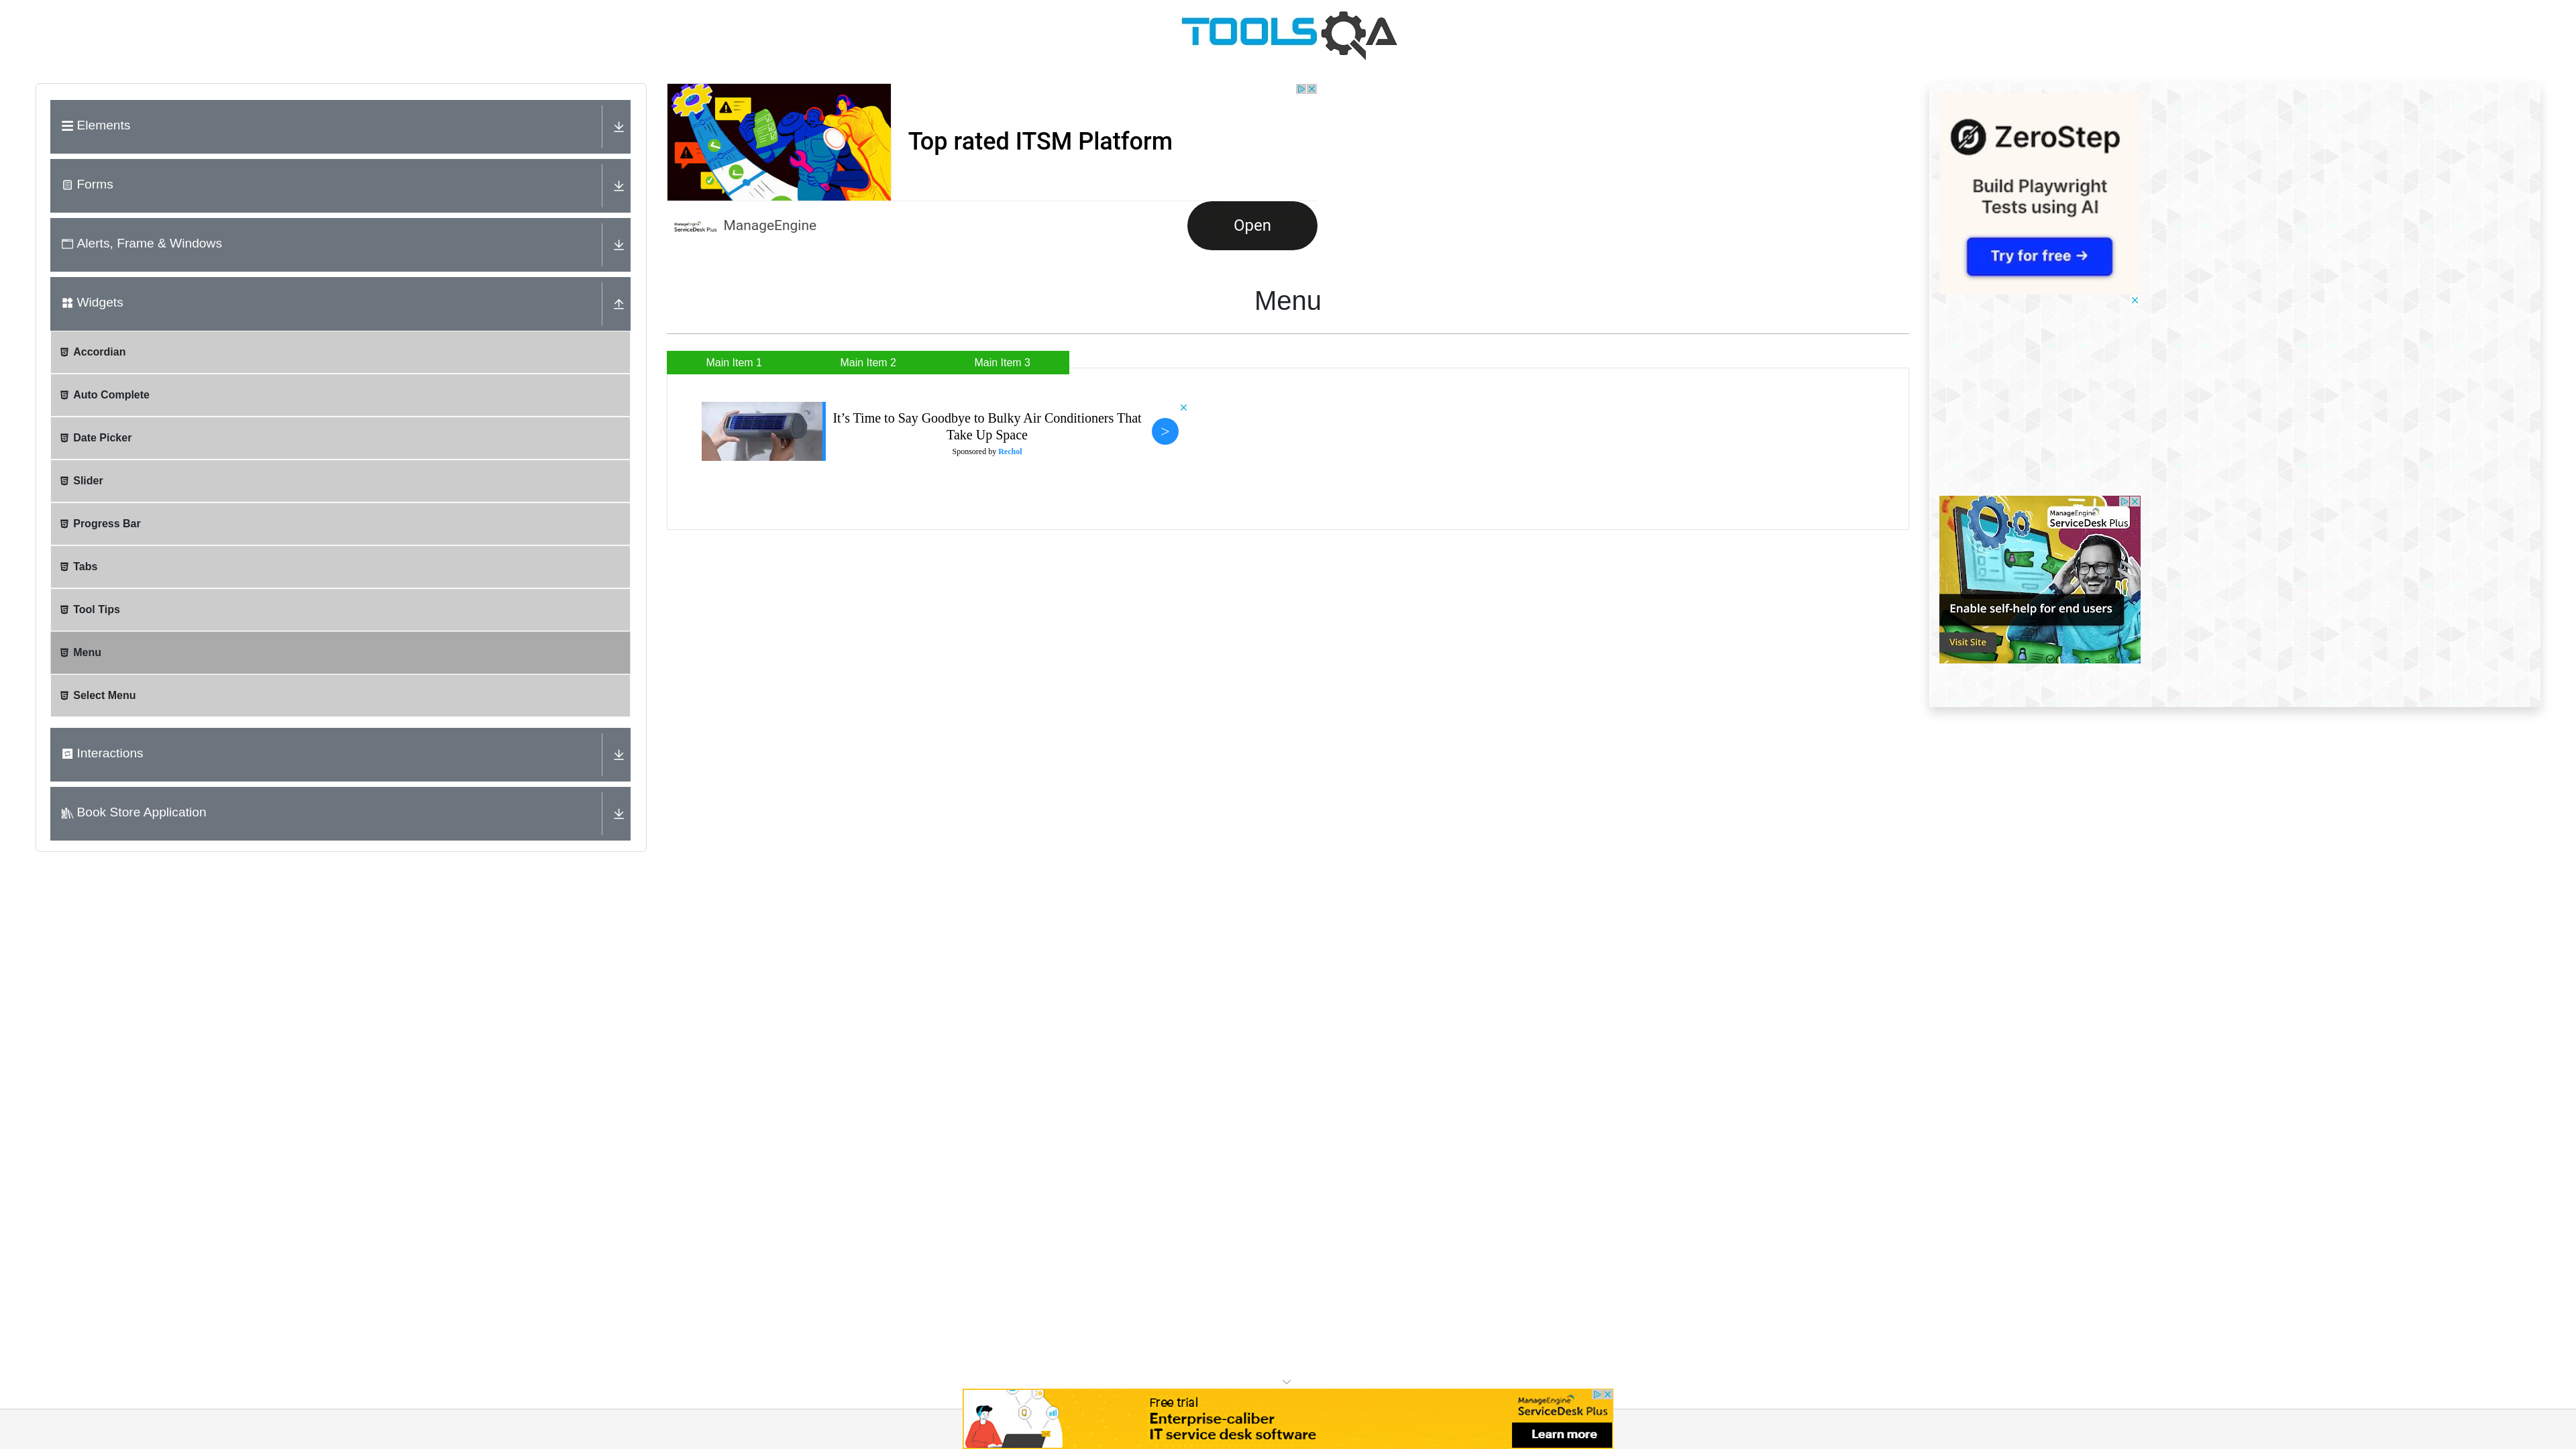 TOOLSQA
Elements
Forms
Alerts, Frame & Windows
Widgets
Accordian
Auto Complete
Date Picker
Slider
Progress Bar
Tabs
Tool Tips
Menu
Select Menu
Interactions
Book Store Application
Top rated ITSM Platform
ManageEngine
ServiceDesk Plus
ManageEngine
Open
Menu
Main Item 1
Main Item 2
Main Item 3
It’s Time to Say Goodbye to Bulky Air Conditioners That
Take Up Space
Sponsored by Rechol
>
ZeroStep
Build Playwright
Tests using AI
Try for free →
ManageEngine
ServiceDesk Plus
Enable self-help for end users
Visit Site
Free trial
Enterprise-caliber
IT service desk software
ManageEngine
ServiceDesk Plus
Learn more